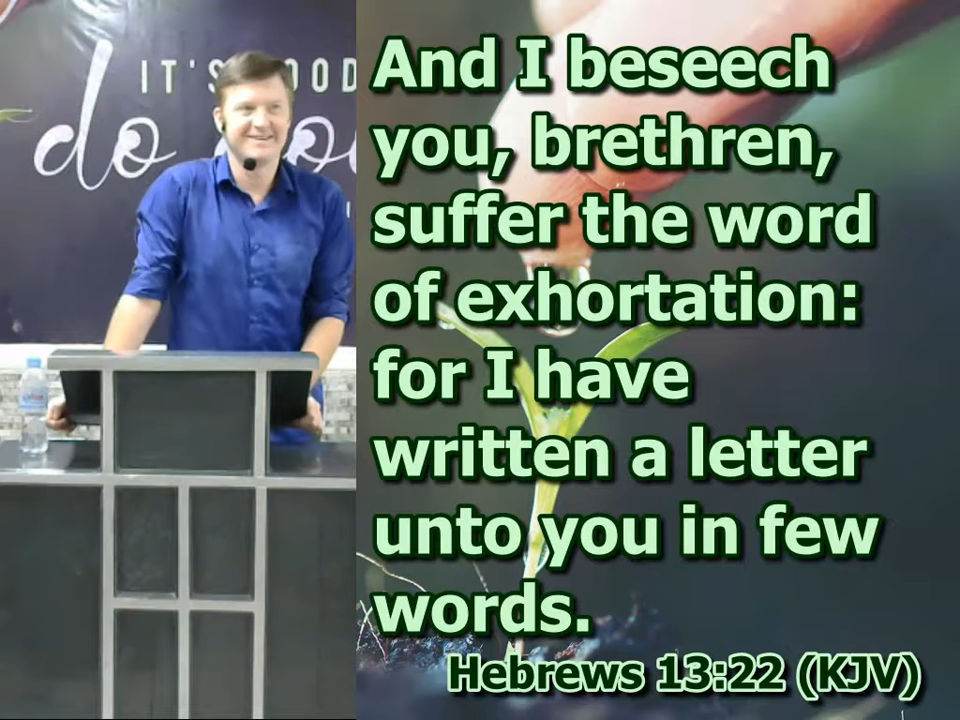 IT'S GOOD
do good
And I beseech
you, brethren,
suffer the word
of exhortation:
for I have
written a letter
unto you in few
words.
Hebrews 13:22 (KJV)